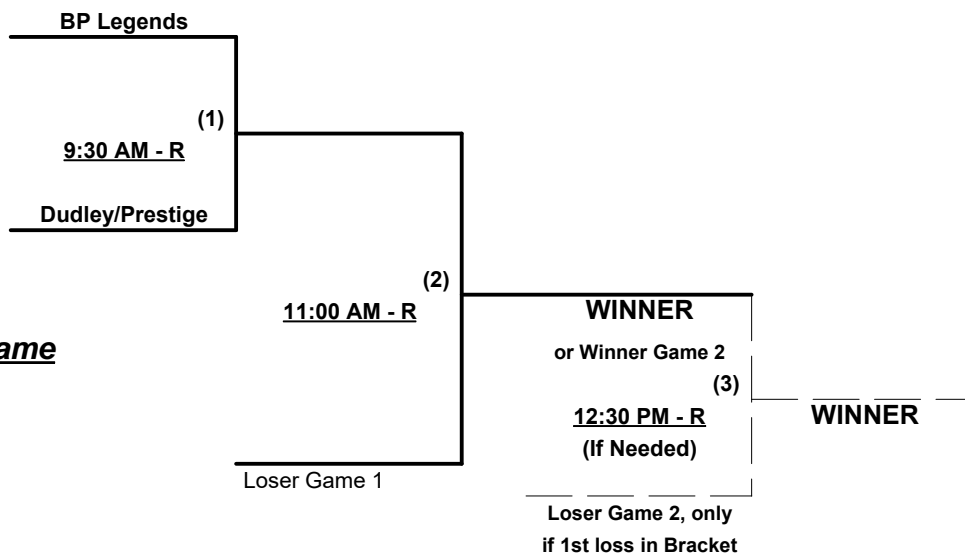 BP Legends
(1)
9:30 AM - R
Dudley/Prestige
(2)
11:00 AM - R
WINNER
ame
or Winner Game 2
(3)
12:30 PM - R
WINNER
(If Needed)
Loser Game 1
Loser Game 2, only
if 1st loss in Bracket